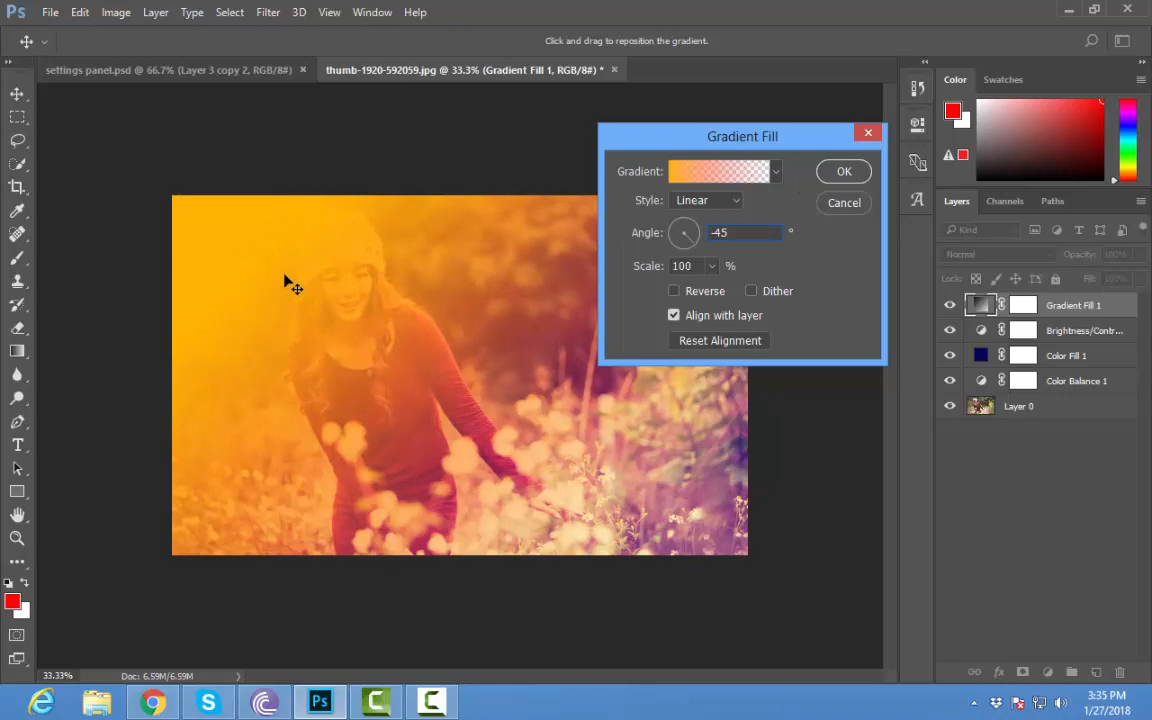 Ps File Edit Image Layer Type Select Filter 3D View Window Help
Click and drag to reposition the gradient.
settings panel.psd @ 66.7% (Layer 3 copy 2, RGB/8#) ×
thumb-1920-592059.jpg @ 33.3% (Gradient Fill 1, RGB/8#) * ×
Color Swatches
Gradient Fill
Gradient: OK
Style: Linear Cancel
Angle: -45 °
Scale: 100 %
Reverse Dither
Align with layer
Reset Alignment
Layers Channels Paths
Kind
Normal Opacity: 100%
Lock: Fill: 100%
Gradient Fill 1
Brightness/Contr...
Color Fill 1
Color Balance 1
Layer 0
33.33% Doc: 6.59M/6.59M
Ps
3:35 PM
1/27/2018